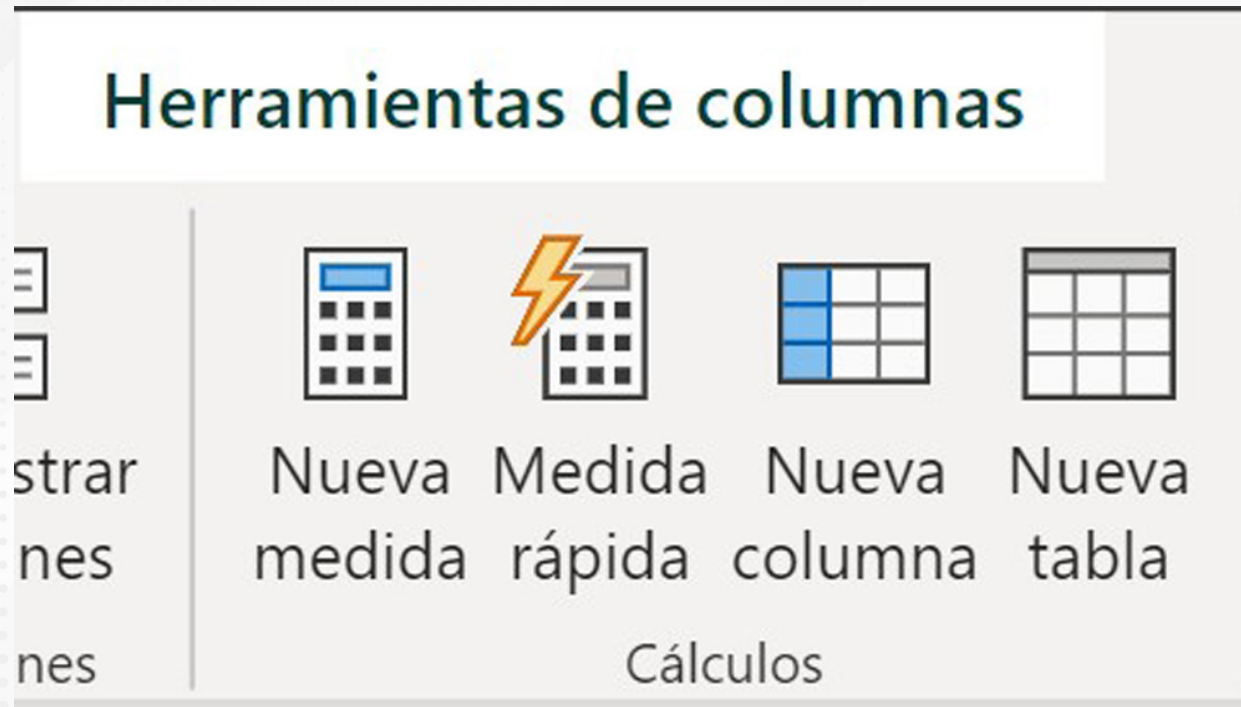 Herramientas de columnas
strar
nes
Nueva
medida
Medida
rápida
Nueva
columna
Nueva
tabla
nes
Cálculos